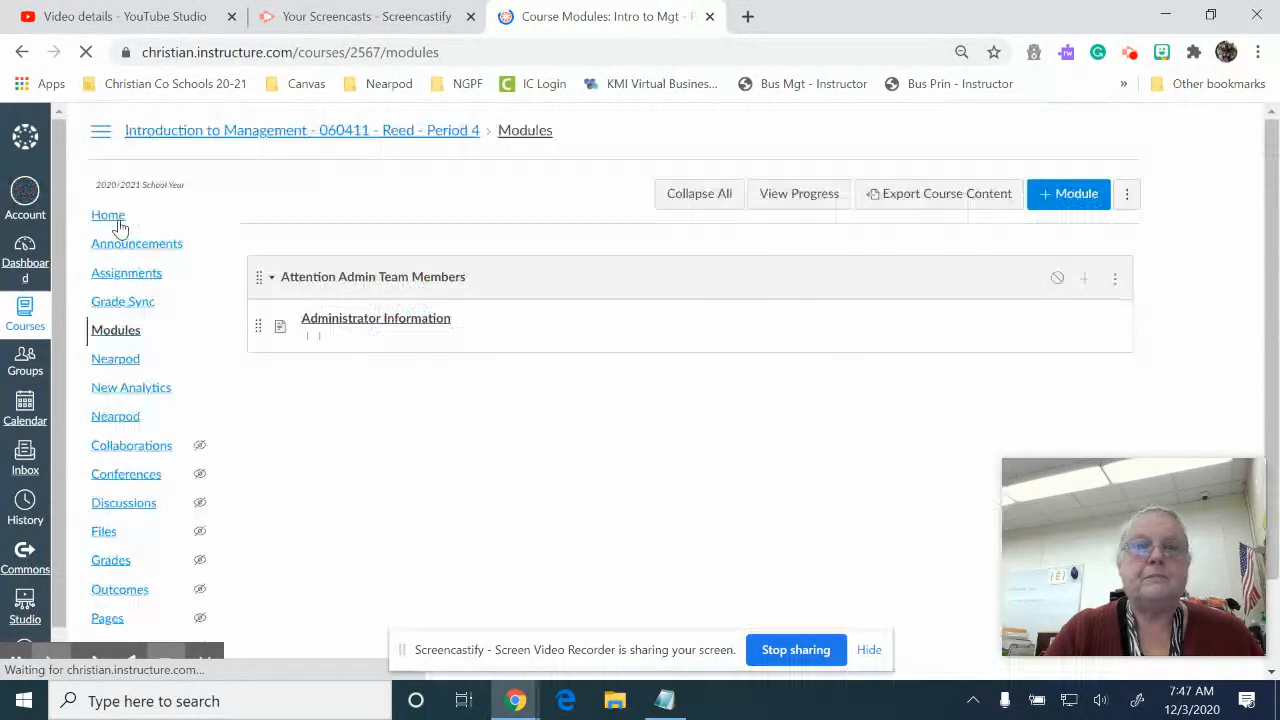 Video details - YouTube Studio
Your Screencasts - Screencastify
Course Modules: Intro to Mgt -
christian.instructure.com/courses/2567/modules
Apps
Christian Co Schools 20-21
Canvas
Nearpod
NGPF
IC Login
KMI Virtual Business...
Bus Mgt - Instructor
Bus Prin - Instructor
»
Other bookmarks
Introduction to Management - 060411 - Reed - Period 4 > Modules
2020/2021 School Year
Collapse All
View Progress
Export Course Content
+ Module
Account
Dashboar
d
Courses
Groups
Calendar
Inbox
History
Commons
Studio
Home
Announcements
Assignments
Grade Sync
Modules
Nearpod
New Analytics
Nearpod
Collaborations
Conferences
Discussions
Files
Grades
Outcomes
Pages
Attention Admin Team Members
Administrator Information
Screencastify - Screen Video Recorder is sharing your screen.
Stop sharing
Hide
Waiting for christian.instructure.com...
Type here to search
7:47 AM
12/3/2020